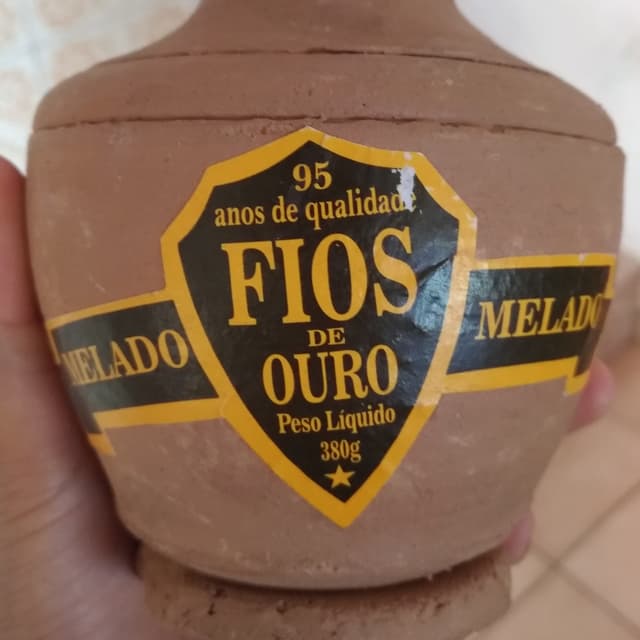 95
anos de qualidade
FIOS
DE
OURO
Peso Líquido
380g
MELADO
MELADO